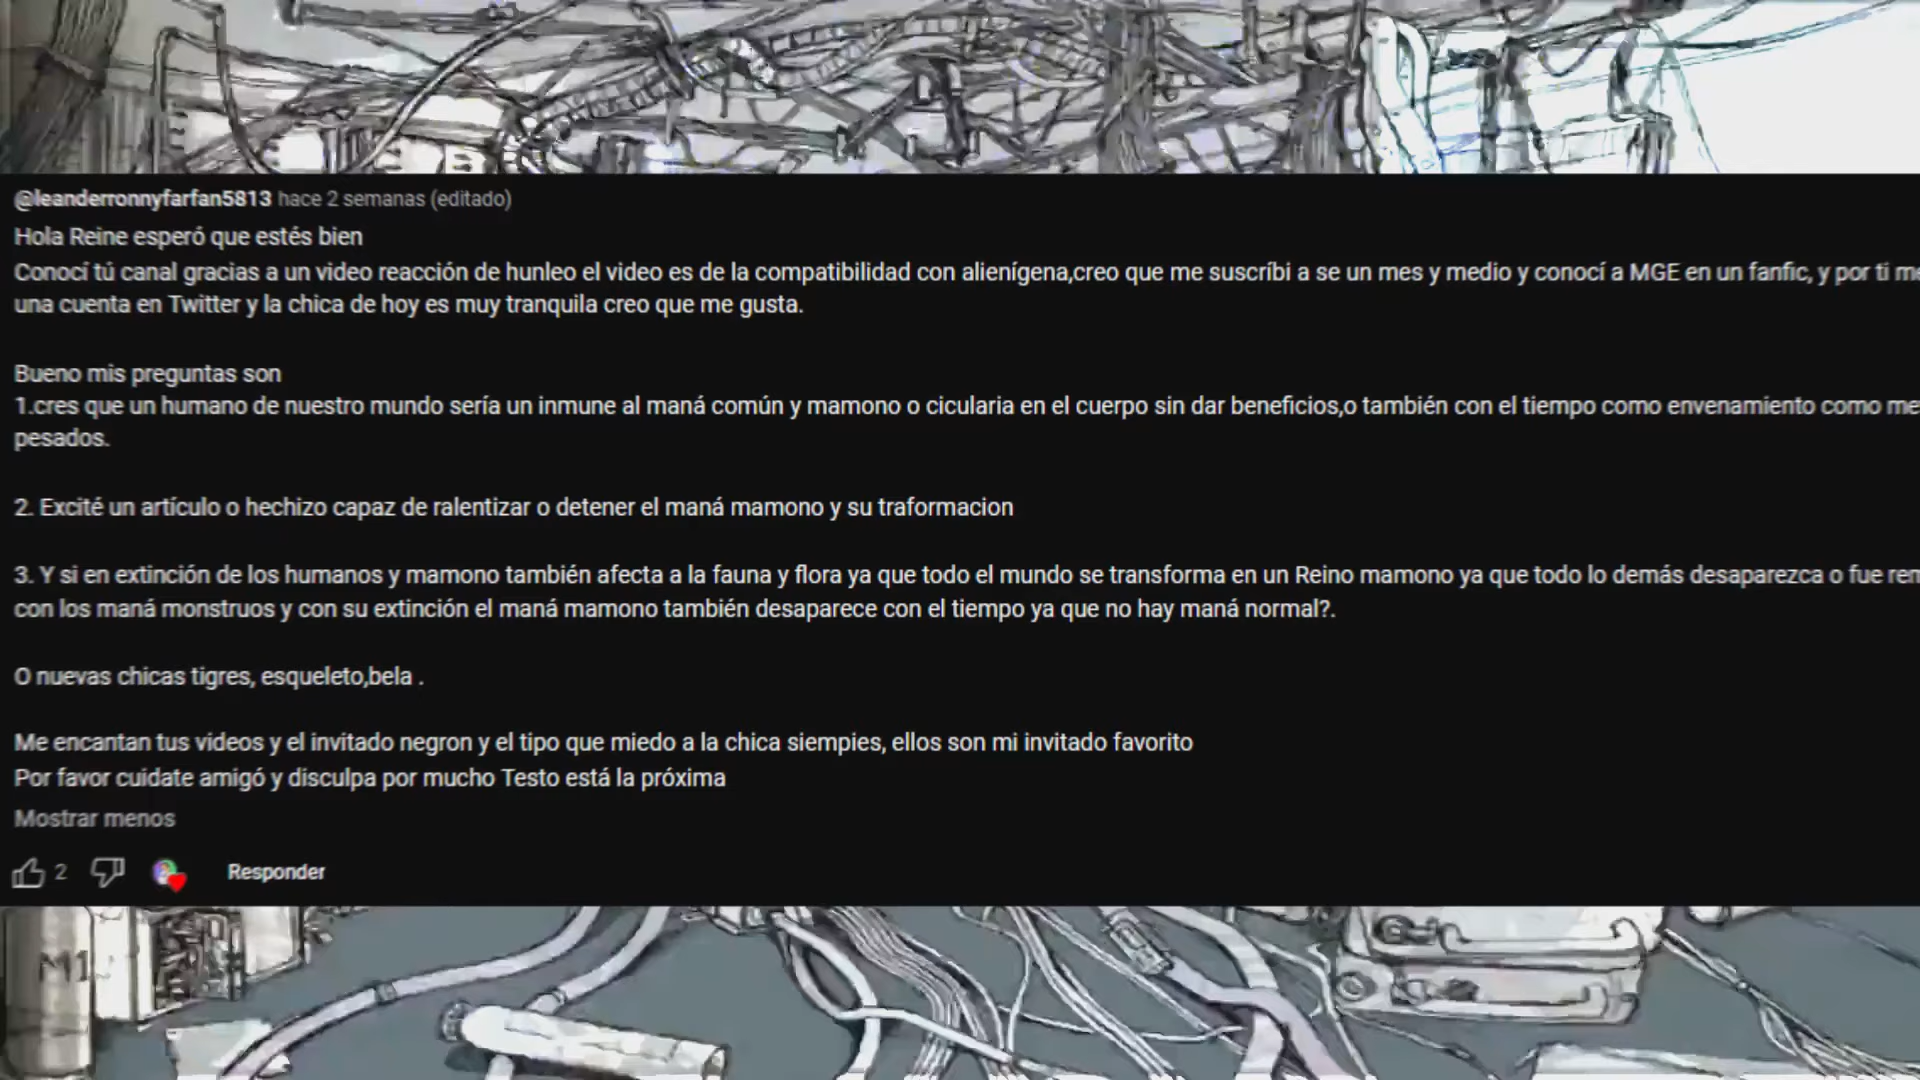 @leanderronnyfarfan5813 hace 2 semanas (editado)
Hola Reine esperó que estés bien
Conocí tú canal gracias a un video reacción de hunleo el video es de la compatibilidad con alienígena,creo que me suscríbi a se un mes y medio y conocí a MGE en un fanfic, y por ti
una cuenta en Twitter y la chica de hoy es muy tranquila creo que me gusta.
Bueno mis preguntas son
1.cres que un humano de nuestro mundo sería un inmune al maná común y mamono o cicularia en el cuerpo sin dar beneficios,o también con el tiempo como envenamiento como
pesados.
2. Excité un artículo o hechizo capaz de ralentizar o detener el maná mamono y su traformacion
3. Y si en extinción de los humanos y mamono también afecta a la fauna y flora ya que todo el mundo se transforma en un Reino mamono ya que todo lo demás desaparezca o fue
con los maná monstruos y con su extinción el maná mamono también desaparece con el tiempo ya que no hay maná normal?.
O nuevas chicas tigres, esqueleto,bela .
Me encantan tus videos y el invitado negron y el tipo que miedo a la chica siempies, ellos son mi invitado favorito
Por favor cuidate amigó y disculpa por mucho Testo está la próxima
Mostrar menos
2 Responder
M1